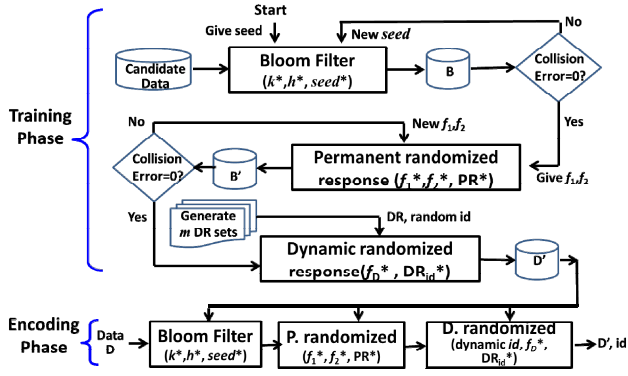 Start
Give seed
New seed
No
Candidate
Data
Bloom Filter
(k*,h*, seed*)
B
Collision
Error=0?
Training
Phase
Yes
No
New f1,f2
Collision
Error=0?
B'
Permanent randomized
response (f1*,f2*, PR*)
Give f1,f2
Yes
Generate
m DR sets
DR, random id
Dynamic randomized
response(fD* , DRid*)
D'
Encoding
Phase
Data
D
Bloom Filter
(k*,h*, seed*)
P. randomized
(f1*, f2*, PR*)
D. randomized
(dynamic id, fD*,
DRid*)
D', id